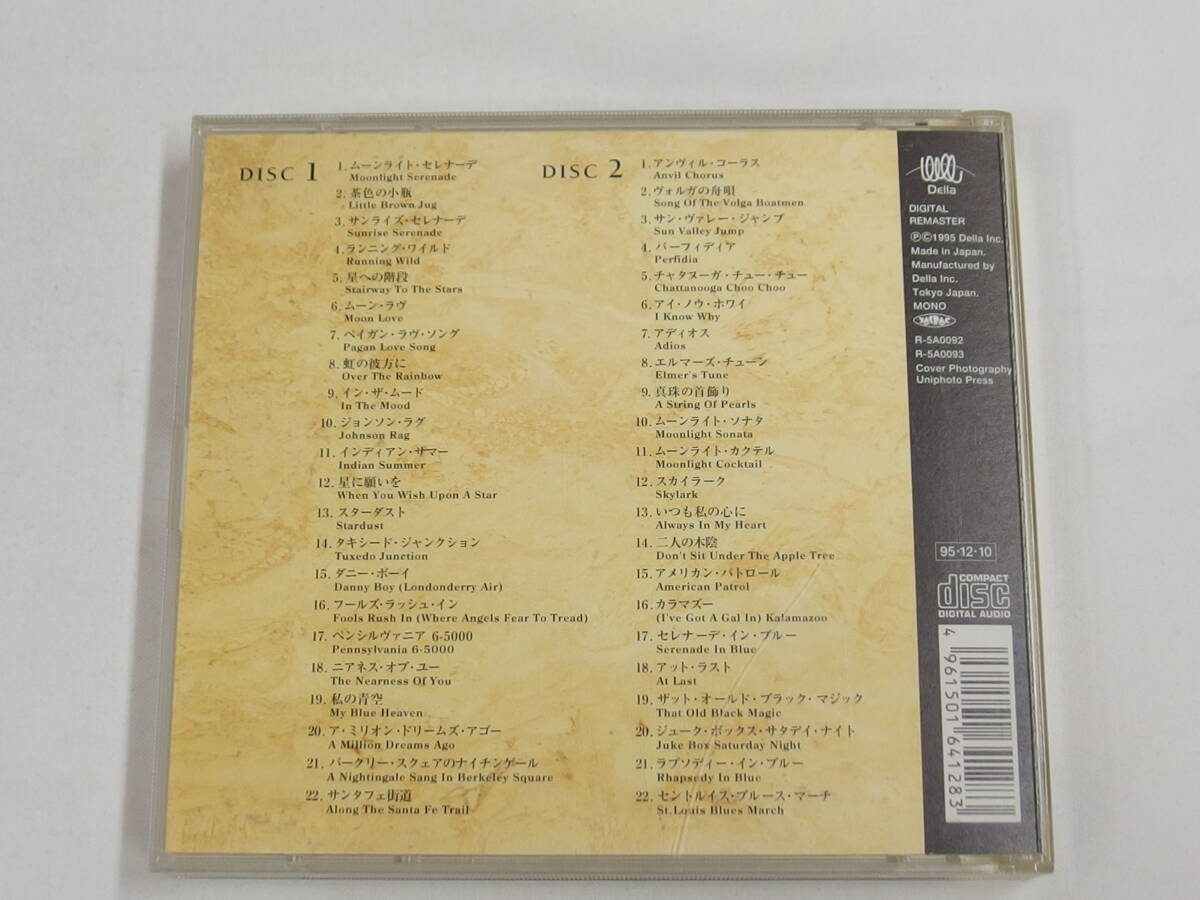 DISC 1
1. ムーンライト・セレナーデ
Moonlight Serenade
2. 茶色の小瓶
Little Brown Jug
3. サンライズ・セレナーデ
Sunrise Serenade
4. ランニング・ワイルド
Running Wild
5. 星への階段
Stairway To The Stars
6. ムーン・ラヴ
Moon Love
7. ペイガン・ラヴ・ソング
Pagan Love Song
8. 虹の彼方に
Over The Rainbow
9. イン・ザ・ムード
In The Mood
10. ジョンソン・ラグ
Johnson Rag
11. インディアン・サマー
Indian Summer
12. 星に願いを
When You Wish Upon A Star
13. スターダスト
Stardust
14. タキシード・ジャンクション
Tuxedo Junction
15. ダニー・ボーイ
Danny Boy (Londonderry Air)
16. フールズ・ラッシュ・イン
Fools Rush In (Where Angels Fear To Tread)
17. ペンシルヴァニア 6-5000
Pennsylvania 6-5000
18. ニアネス・オブ・ユー
The Nearness Of You
19. 私の青空
My Blue Heaven
20. ア・ミリオン・ドリームズ・アゴー
A Million Dreams Ago
21. バークリー・スクェアのナイチンゲール
A Nightingale Sang In Berkeley Square
22. サンタフェ街道
Along The Santa Fe Trail
DISC 2
1. アンヴィル・コーラス
Anvil Chorus
2. ヴォルガの舟唄
Song Of The Volga Boatmen
3. サン・ヴァレー・ジャンプ
Sun Valley Jump
4. パーフィディア
Perfidia
5. チャタヌーガ・チュー・チュー
Chattanooga Choo Choo
6. アイ・ノウ・ホワイ
I Know Why
7. アディオス
Adios
8. エルマーズ・チューン
Elmer's Tune
9. 真珠の首飾り
A String Of Pearls
10. ムーンライト・ソナタ
Moonlight Sonata
11. ムーンライト・カクテル
Moonlight Cocktail
12. スカイラーク
Skylark
13. いつも私の心に
Always In My Heart
14. 二人の木陰
Don't Sit Under The Apple Tree
15. アメリカン・パトロール
American Patrol
16. カラマズー
(I've Got A Gal In) Kalamazoo
17. セレナーデ・イン・ブルー
Serenade In Blue
18. アット・ラスト
At Last
19. ザット・オールド・ブラック・マジック
That Old Black Magic
20. ジューク・ボックス・サタデイ・ナイト
Juke Box Saturday Night
21. ラプソディー・イン・ブルー
Rhapsody In Blue
22. セントルイス・ブルース・マーチ
St.Louis Blues March
Della
DIGITAL
REMASTER
Ⓟ©1995 Della Inc.
Made in Japan.
Manufactured by
Della Inc.
Tokyo Japan.
MONO
R-5A0092
R-5A0093
Cover Photography
Uniphoto Press
95・12・10
COMPACT
disc
DIGITAL AUDIO
4 961501 641283